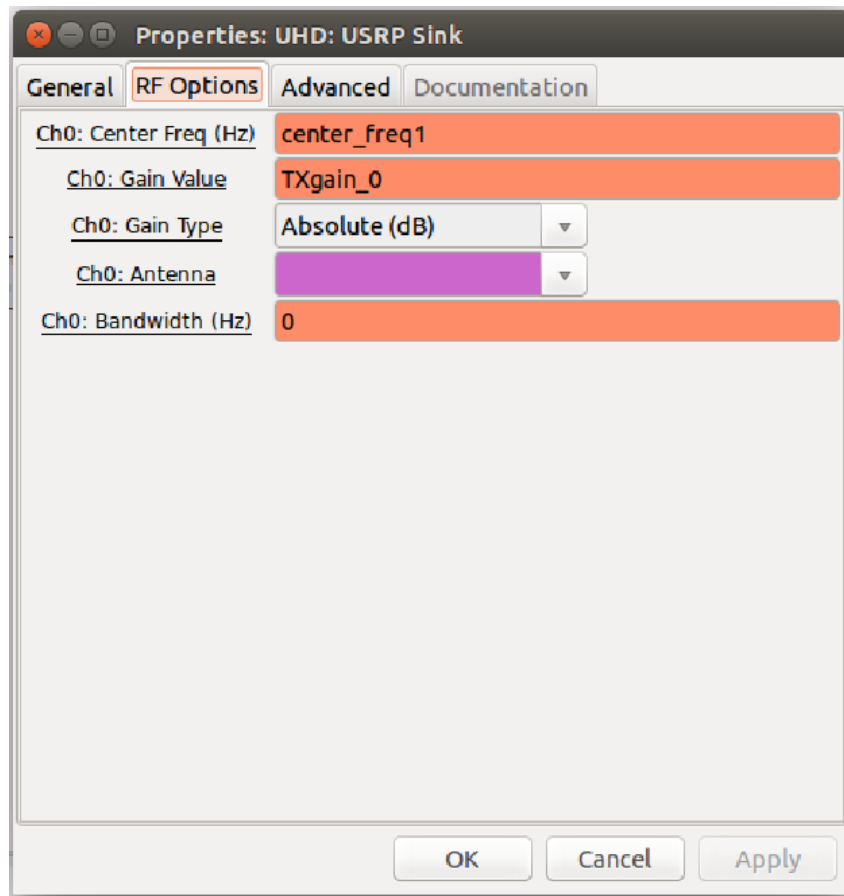 Properties: UHD: USRP Sink
General RF Options Advanced Documentation
Ch0: Center Freq (Hz) center_freq1
Ch0: Gain Value TXgain_0
Ch0: Gain Type Absolute (dB)
Ch0: Antenna
Ch0: Bandwidth (Hz) 0
OK Cancel Apply